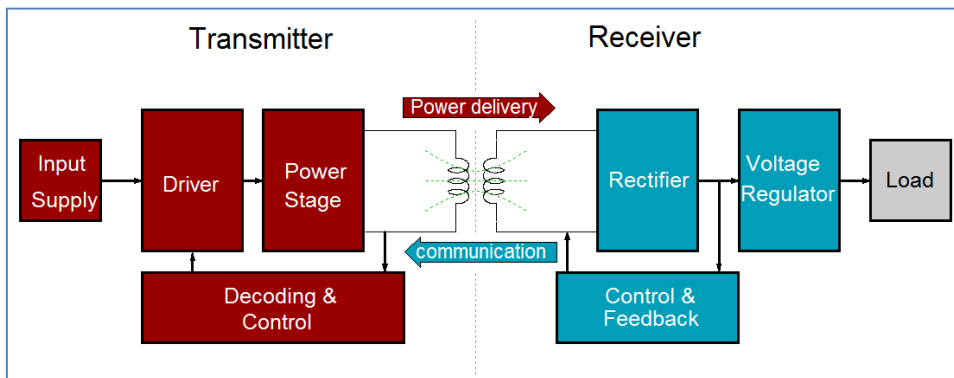 Transmitter
Receiver
Power delivery
Input
Supply
Driver
Power
Stage
Rectifier
Voltage
Regulator
Load
communication
Decoding &
Control
Control &
Feedback